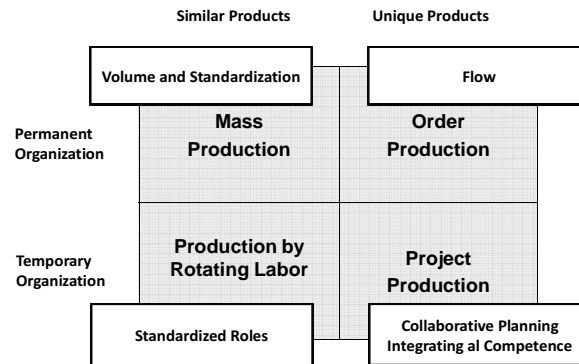 Similar Products
Unique Products
Volume and Standardization
Flow
Permanent
Organization
Mass
Production
Order
Production
Temporary
Organization
Production by
Rotating Labor
Project
Production
Standardized Roles
Collaborative Planning
Integrating al Competence